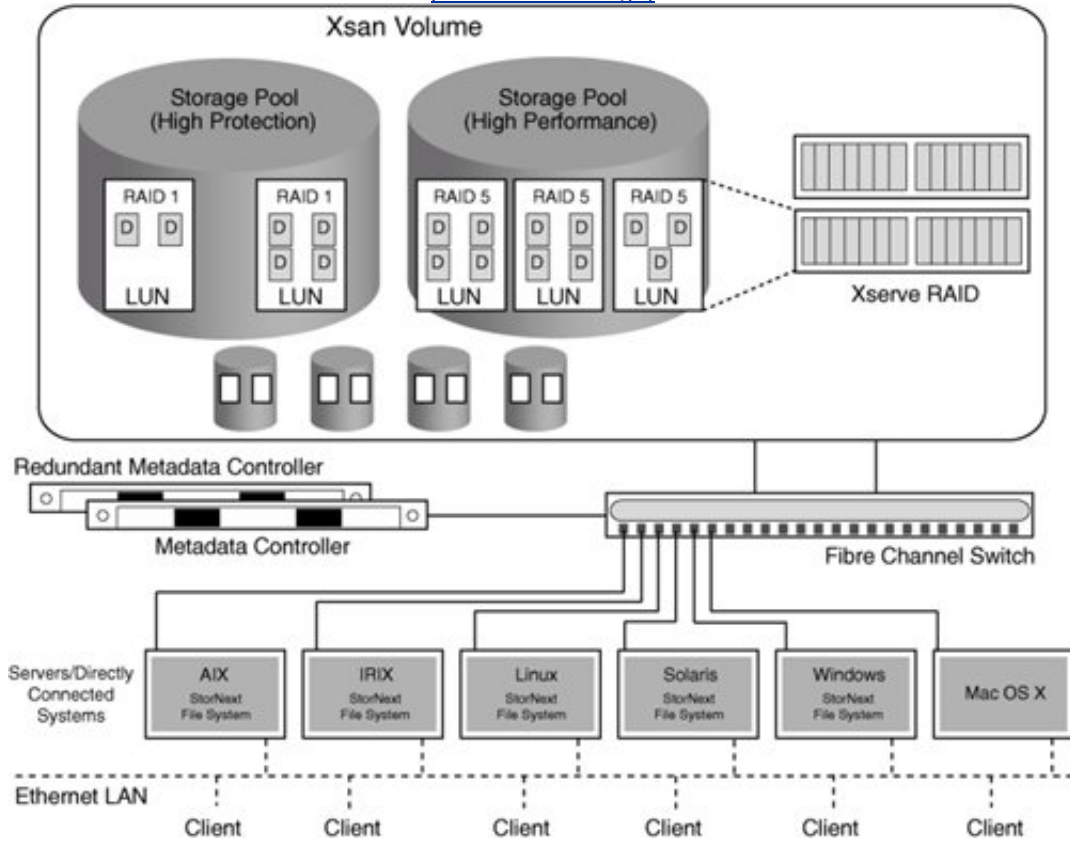 Xsan Volume
Storage Pool
(High Protection)
Storage Pool
(High Performance)
RAID 1
D D
LUN
RAID 1
D D
D D
LUN
RAID 5
D D
D D
LUN
RAID 5
D D
D D
LUN
RAID 5
D D
D
LUN
Xserve RAID
Redundant Metadata Controller
Metadata Controller
Fibre Channel Switch
Servers/Directly
Connected
Systems
AIX
StorNext
File System
IRIX
StorNext
File System
Linux
StorNext
File System
Solaris
StorNext
File System
Windows
StorNext
File System
Mac OS X
Ethernet LAN
Client
Client
Client
Client
Client
Client